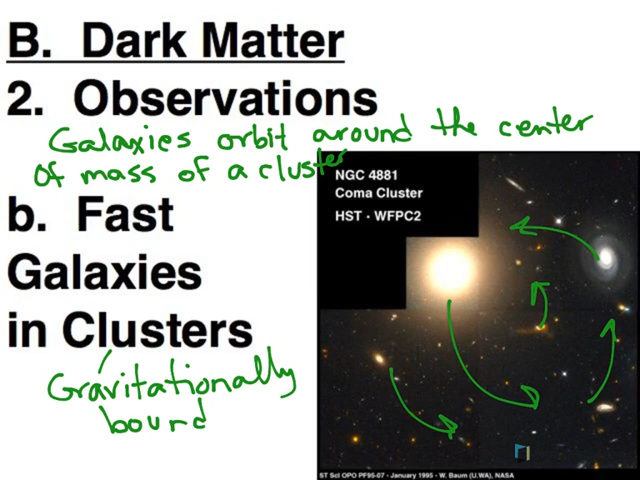 B. Dark Matter
2. Observations
Galaxies orbit around the center
of mass of a cluster
b. Fast
Galaxies
in Clusters
Gravitationally
bound
NGC 4881
Coma Cluster
HST · WFPC2
ST ScI OPO PF95-07 - January 1995 - W. Baum (U.WA), NASA